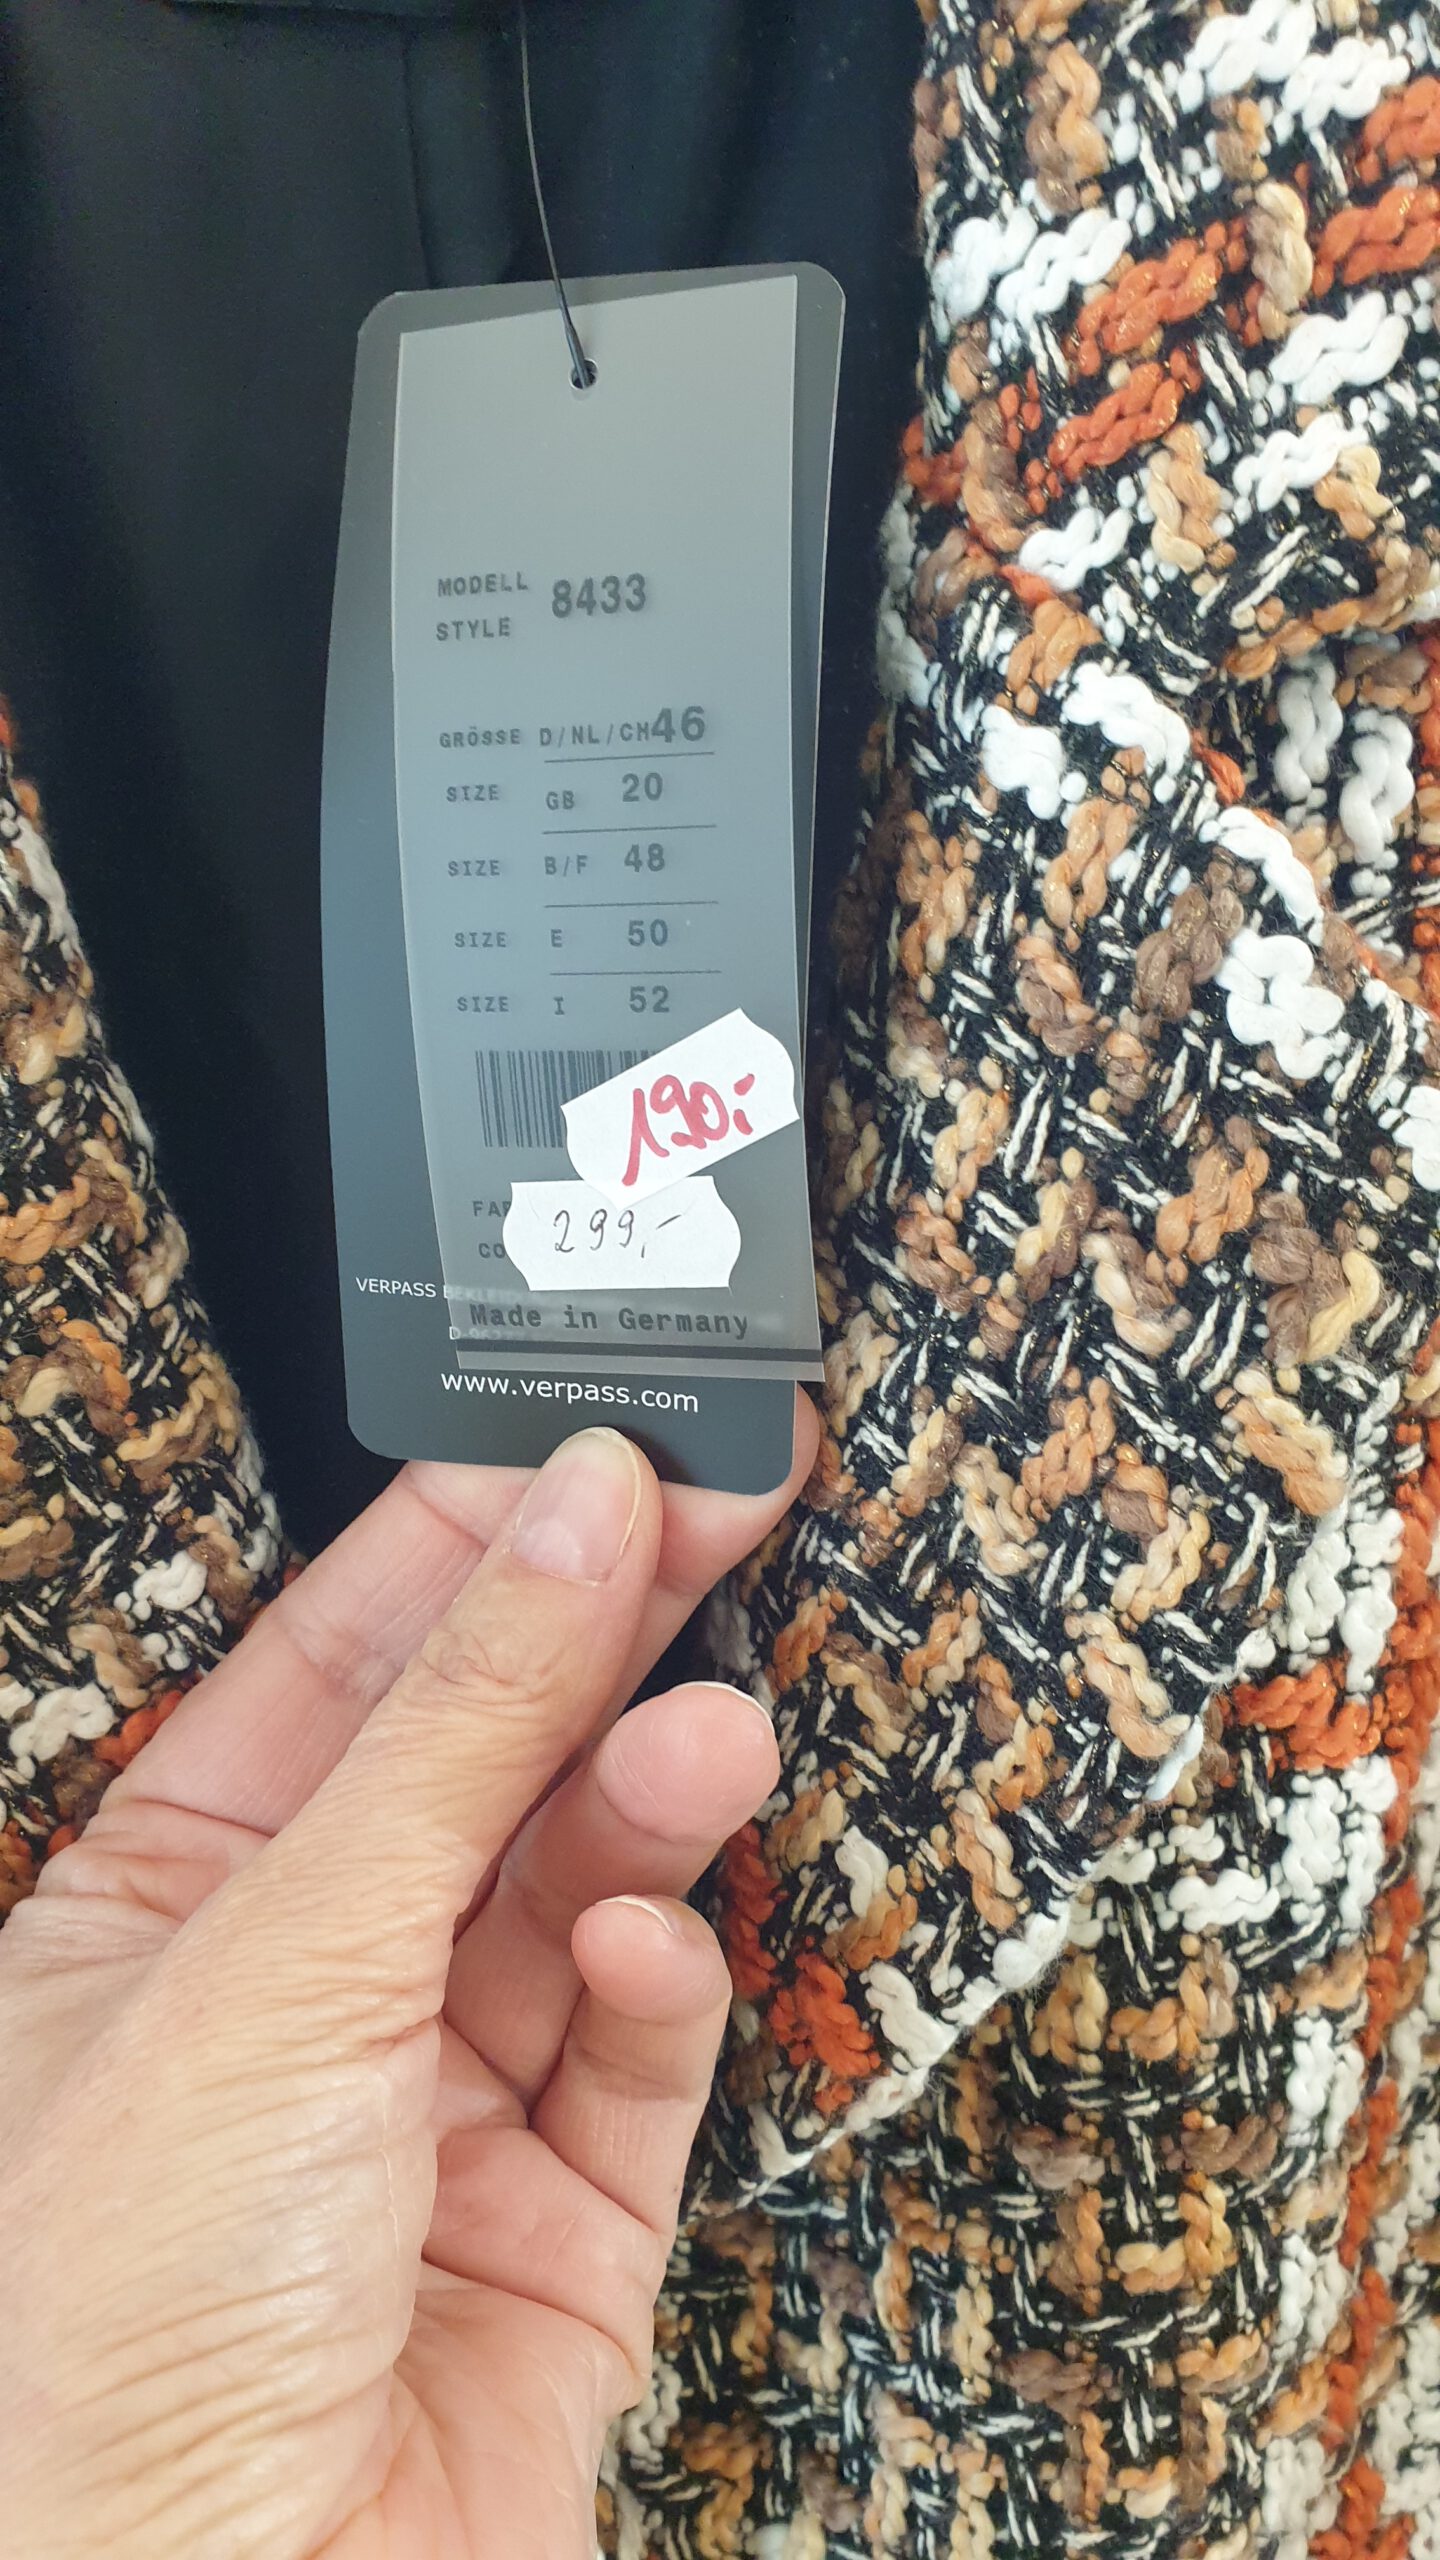 MODELL
STYLE 8433
GRÖSSE D/NL/CH 46
SIZE GB 20
SIZE B/F 48
SIZE E 50
SIZE I 52
190,-
299,-
VERPASS
Made in Germany
www.verpass.com